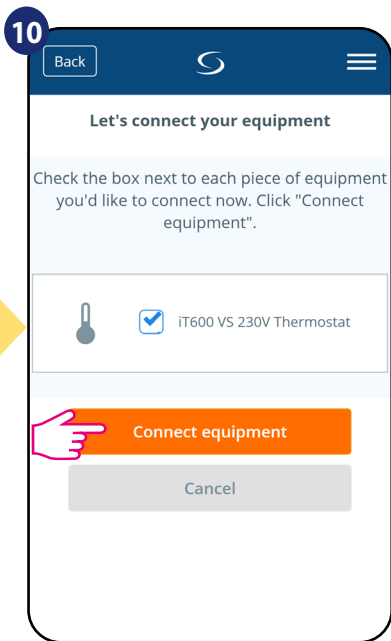 10
Back
Let's connect your equipment
Check the box next to each piece of equipment
you'd like to connect now. Click "Connect
equipment".
iT600 VS 230V Thermostat
Connect equipment
Cancel